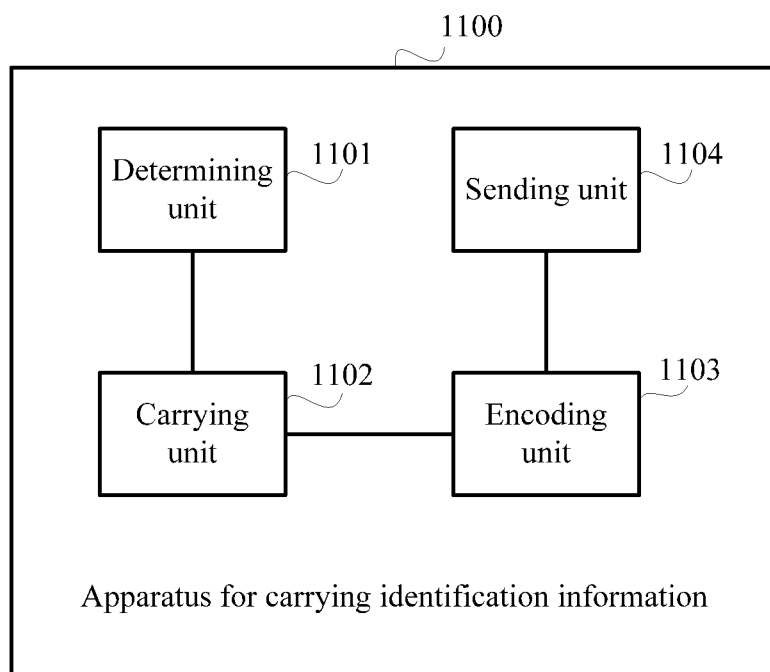 1100
Determining
unit
1101
Sending unit
1104
Carrying
unit
1102
Encoding
unit
1103
Apparatus for carrying identification information